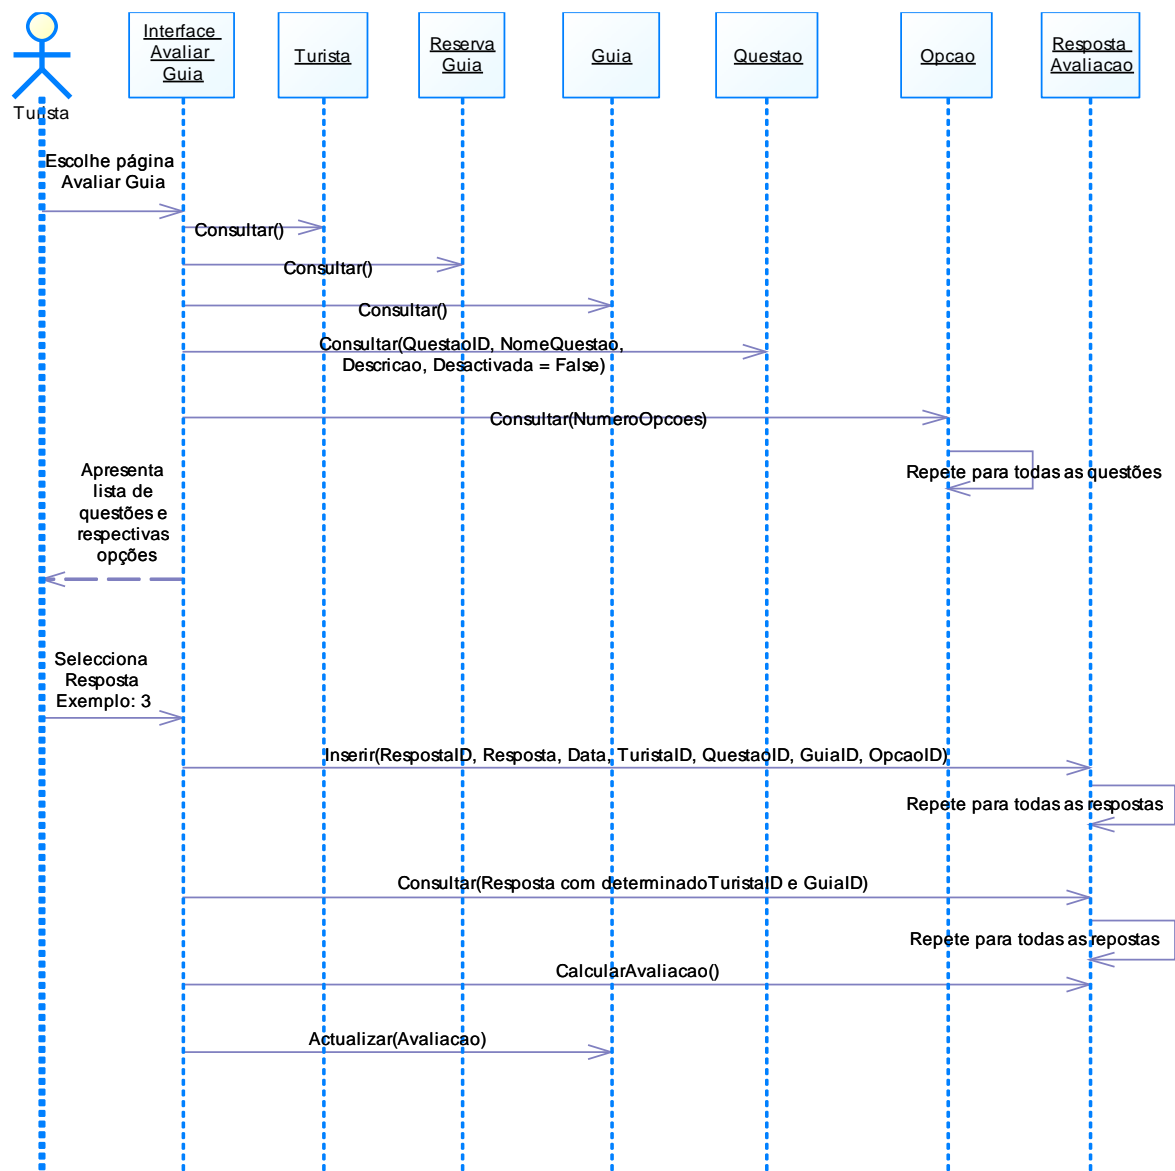 Interface
Avaliar
Guia
Turista
Reserva
Guia
Guia
Questao
Opcao
Resposta
Avaliacao
Turista
Escolhe página
Avaliar Guia
Consultar()
Consultar()
Consultar()
Consultar(QuestaoID, NomeQuestao,
Descricao, Desactivada = False)
Consultar(NumeroOpcoes)
Repete para todas as questões
Apresenta
lista de
questões e
respectivas
opções
Selecciona
Resposta
Exemplo: 3
Inserir(RespostaID, Resposta, Data, TuristaID, QuestaoID, GuiaID, OpcaoID)
Repete para todas as respostas
Consultar(Resposta com determinadoTuristaID e GuiaID)
Repete para todas as repostas
CalcularAvaliacao()
Actualizar(Avaliacao)